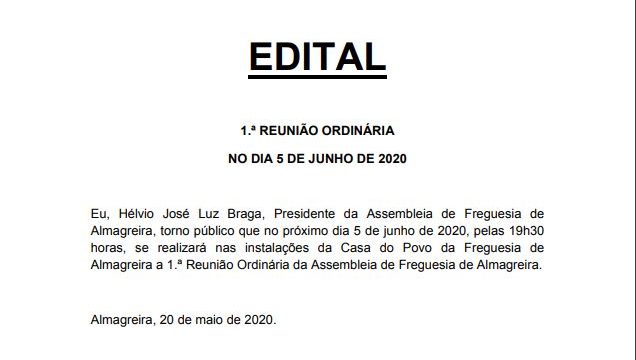 EDITAL
1.ª REUNIÃO ORDINÁRIA
NO DIA 5 DE JUNHO DE 2020
Eu, Hélvio José Luz Braga, Presidente da Assembleia de Freguesia de
Almagreira, torno público que no próximo dia 5 de junho de 2020, pelas 19h30
horas, se realizará nas instalações da Casa do Povo da Freguesia de
Almagreira a 1.ª Reunião Ordinária da Assembleia de Freguesia de Almagreira.
Almagreira, 20 de maio de 2020.